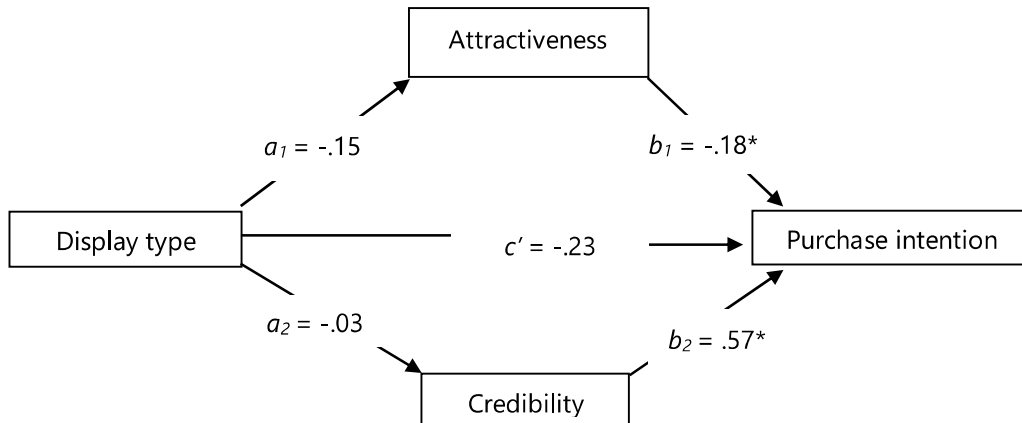 Attractiveness
a₁ = -.15
b₁ = -.18*
Display type
c′ = -.23
Purchase intention
a₂ = -.03
b₂ = .57*
Credibility